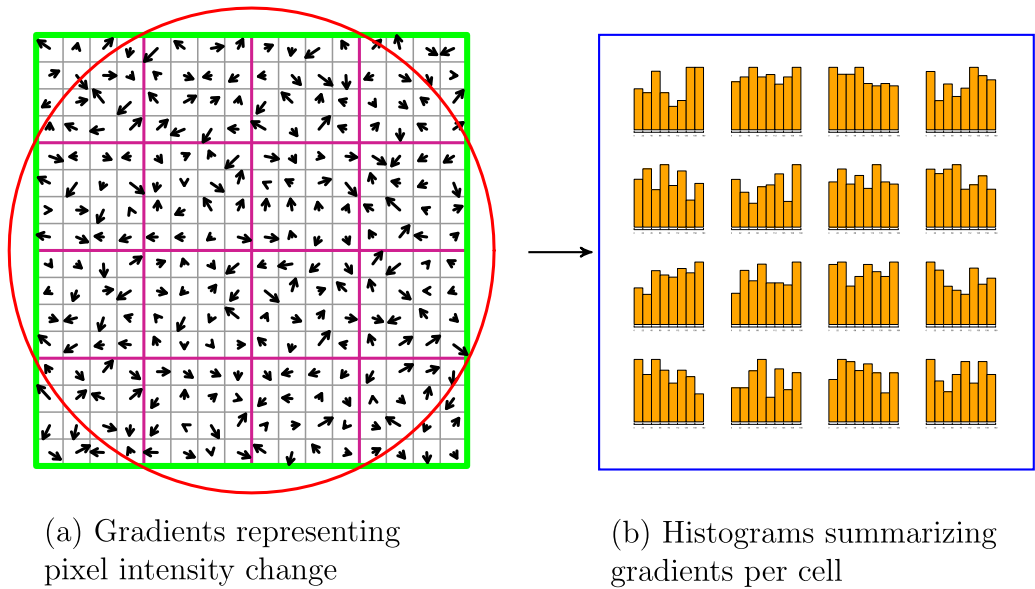 (a) Gradients representing
pixel intensity change
(b) Histograms summarizing
gradients per cell